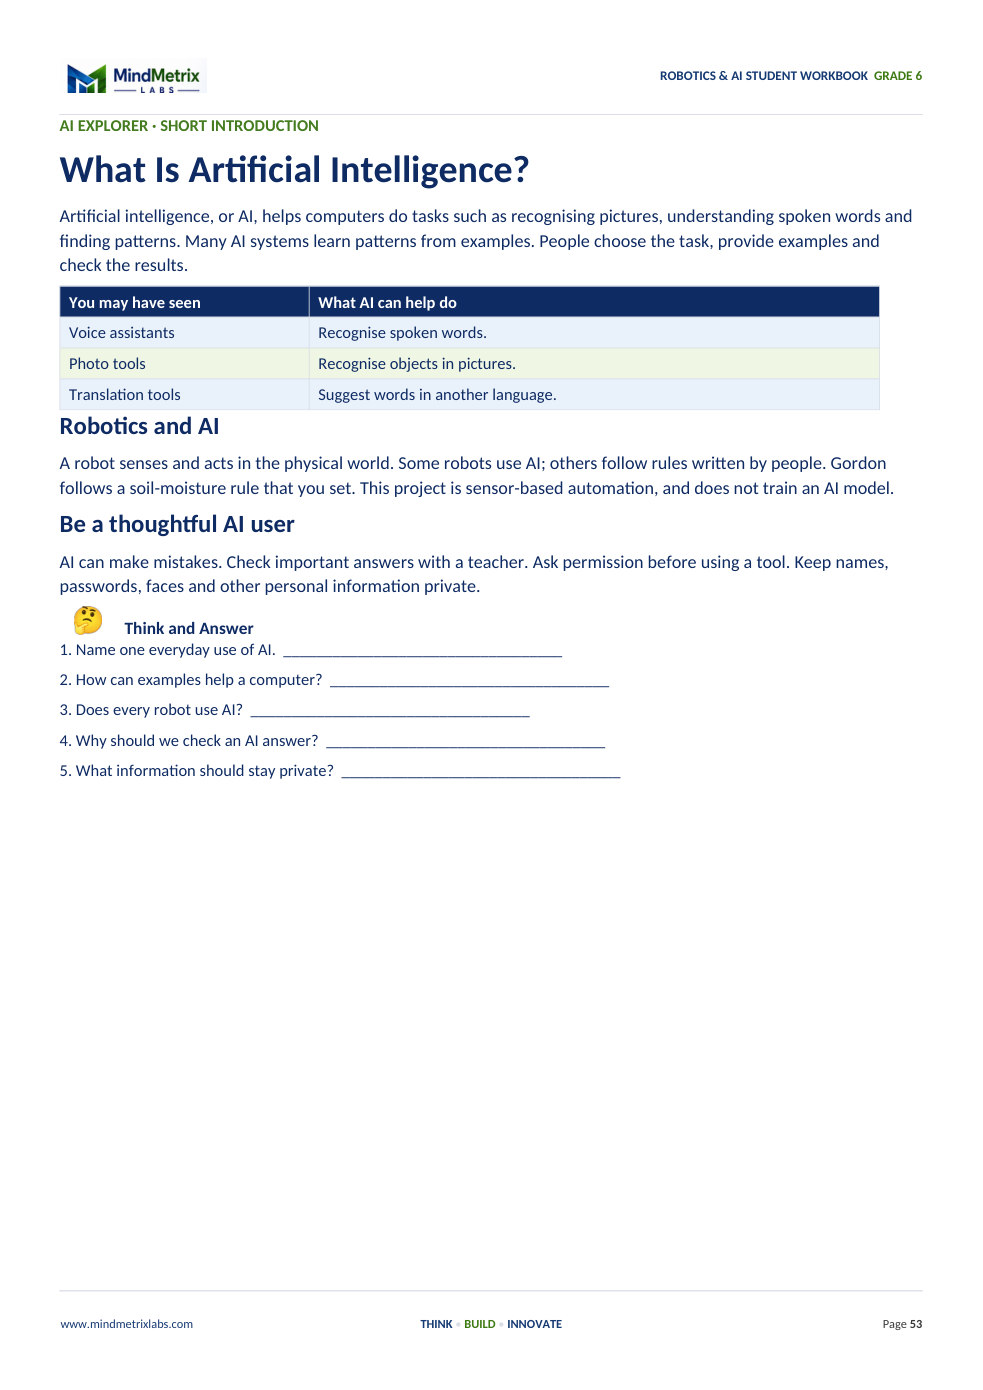 MindMetrix
LABS
ROBOTICS & AI STUDENT WORKBOOK GRADE 6
AI EXPLORER · SHORT INTRODUCTION
What Is Artificial Intelligence?
Artificial intelligence, or AI, helps computers do tasks such as recognising pictures, understanding spoken words and
finding patterns. Many AI systems learn patterns from examples. People choose the task, provide examples and
check the results.
You may have seen What AI can help do
Voice assistants Recognise spoken words.
Photo tools Recognise objects in pictures.
Translation tools Suggest words in another language.
Robotics and AI
A robot senses and acts in the physical world. Some robots use AI; others follow rules written by people. Gordon
follows a soil-moisture rule that you set. This project is sensor-based automation, and does not train an AI model.
Be a thoughtful AI user
AI can make mistakes. Check important answers with a teacher. Ask permission before using a tool. Keep names,
passwords, faces and other personal information private.
Think and Answer
1. Name one everyday use of AI. __________________________________
2. How can examples help a computer? __________________________________
3. Does every robot use AI? __________________________________
4. Why should we check an AI answer? __________________________________
5. What information should stay private? __________________________________
www.mindmetrixlabs.com THINK • BUILD • INNOVATE Page 53